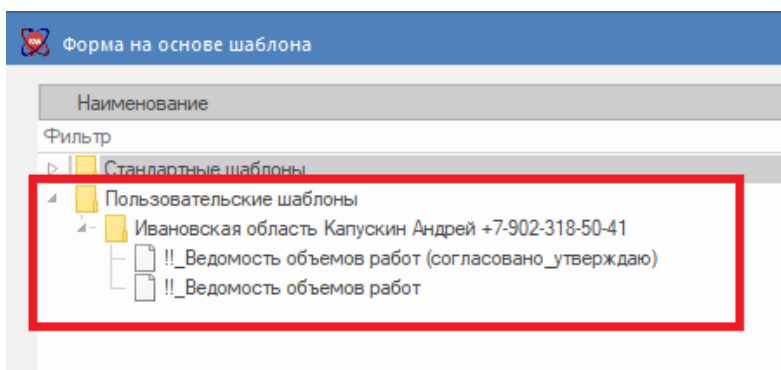 Форма на основе шаблона
Наименование
Фильтр
Стандартные шаблоны
Пользовательские шаблоны
Ивановская область Капускин Андрей +7-902-318-50-41
!!_Ведомость объемов работ (согласовано_утверждаю)
!!_Ведомость объемов работ